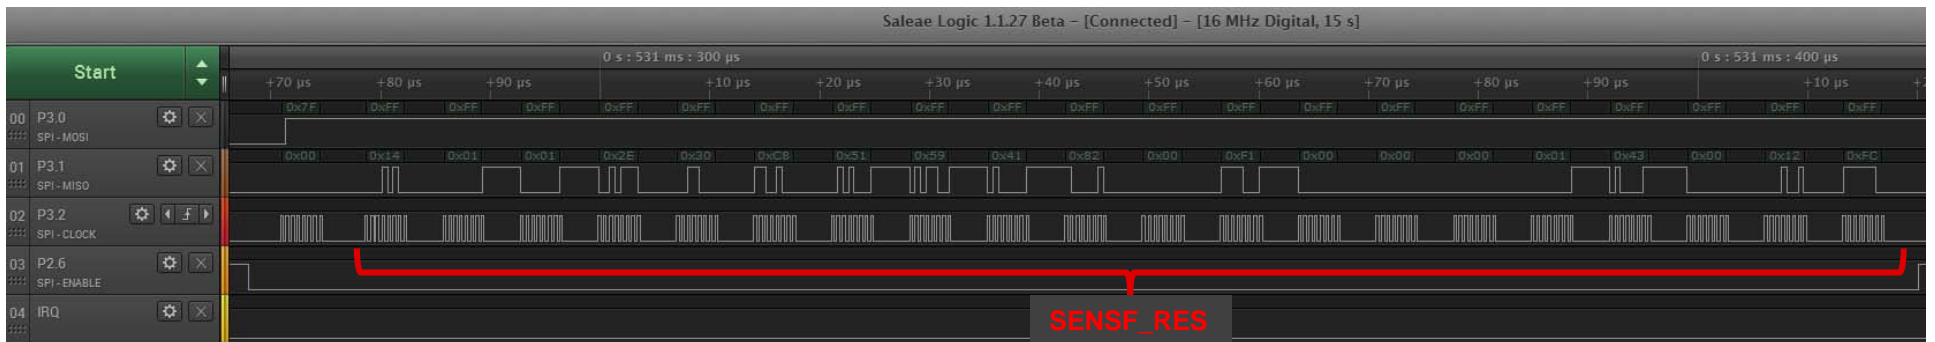 Saleae Logic 1.1.27 Beta – [Connected] – [16 MHz Digital, 15 s]
Start
0 s : 531 ms : 300 µs
0 s : 531 ms : 400 µs
+70 µs +80 µs +90 µs +10 µs +20 µs +30 µs +40 µs +50 µs +60 µs +70 µs +80 µs +90 µs +10 µs
00 P3.0
SPI - MOSI
0x7F 0xFF 0xFF 0xFF 0xFF 0xFF 0xFF 0xFF 0xFF 0xFF 0xFF 0xFF 0xFF 0xFF 0xFF 0xFF 0xFF 0xFF 0xFF 0xFF 0xFF
01 P3.1
SPI - MISO
0x00 0x14 0x01 0x01 0x2E 0x30 0xCB 0x51 0x59 0x41 0x82 0x00 0xF1 0x00 0x00 0x00 0x01 0x43 0x00 0x12 0xFC
02 P3.2
SPI - CLOCK
03 P2.6
SPI - ENABLE
04 IRQ
SENSF_RES